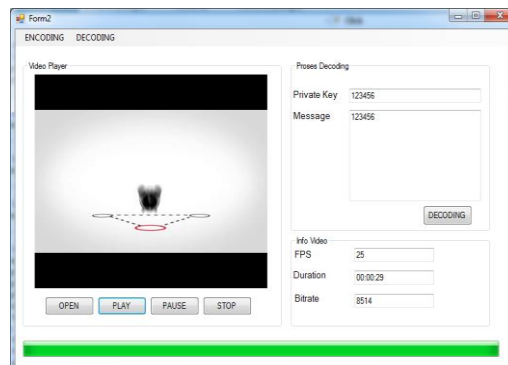 Form2
ENCODING DECODING
Video Player
OPEN PLAY PAUSE STOP
Proses Decoding
Private Key 123456
Message 123456
DECODING
Info Video
FPS 25
Duration 00:00:29
Bitrate 8514